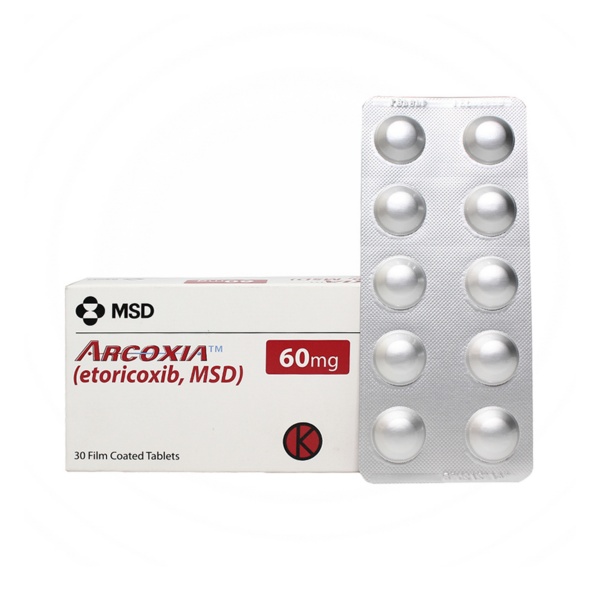 MSD
ARCOXIA™
(etoricoxib, MSD)
60mg
K
30 Film Coated Tablets